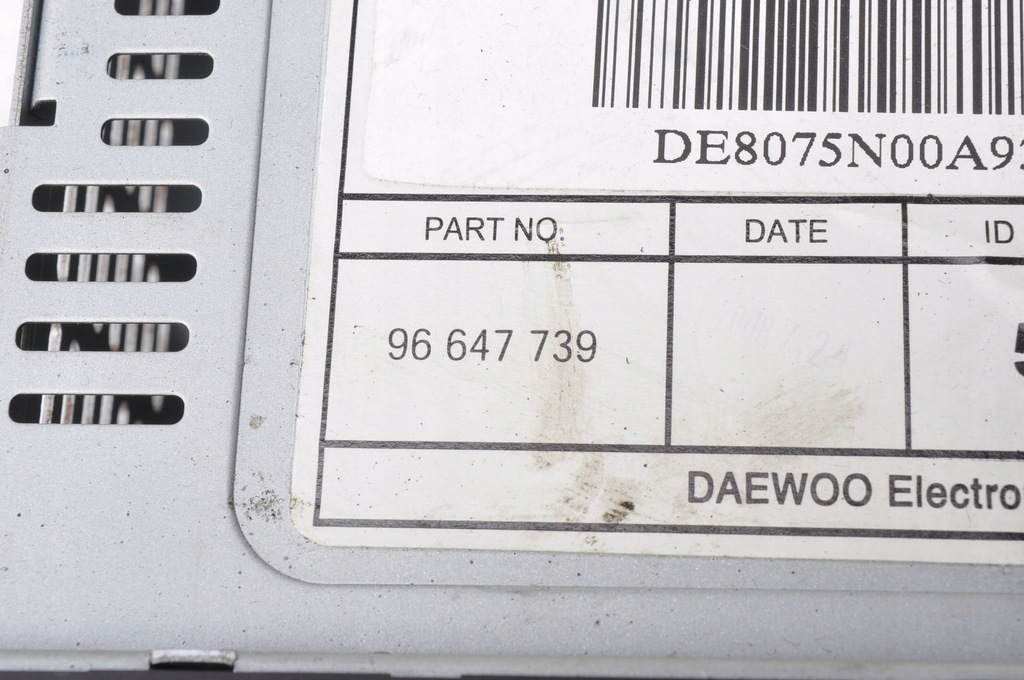 DE8075N00A9
PART NO. DATE ID
96 647 739
DAEWOO Electro